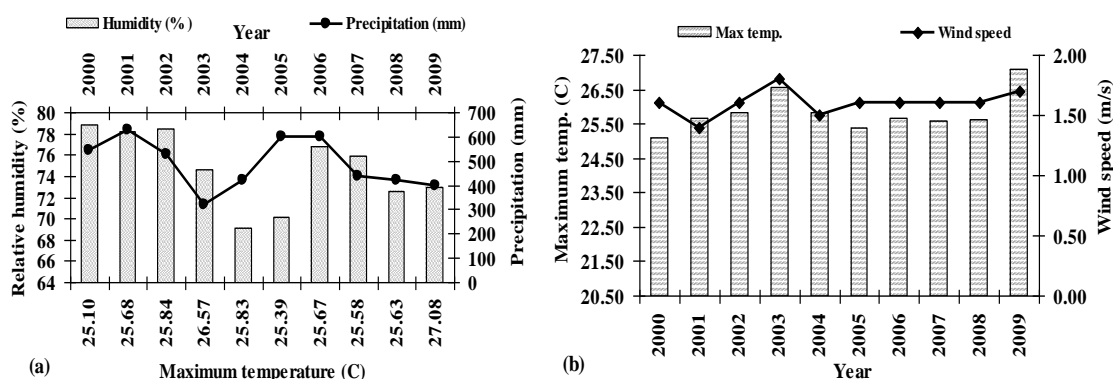 Humidity (%) Precipitation (mm)
Year
2000 2001 2002 2003 2004 2005 2006 2007 2008 2009
Relative humidity (%)
80
78
76
74
72
70
68
66
64
700
600
500
400
300
200
100
0
Precipitation (mm)
25.10 25.68 25.84 26.57 25.83 25.39 25.67 25.58 25.63 27.08
(a) Maximum temperature (C)
Max temp. Wind speed
Maximum temp. (C)
27.50
26.50
25.50
24.50
23.50
22.50
21.50
20.50
2.00
1.50
1.00
0.50
0.00
Wind speed (m/s)
2000 2001 2002 2003 2004 2005 2006 2007 2008 2009
(b) Year